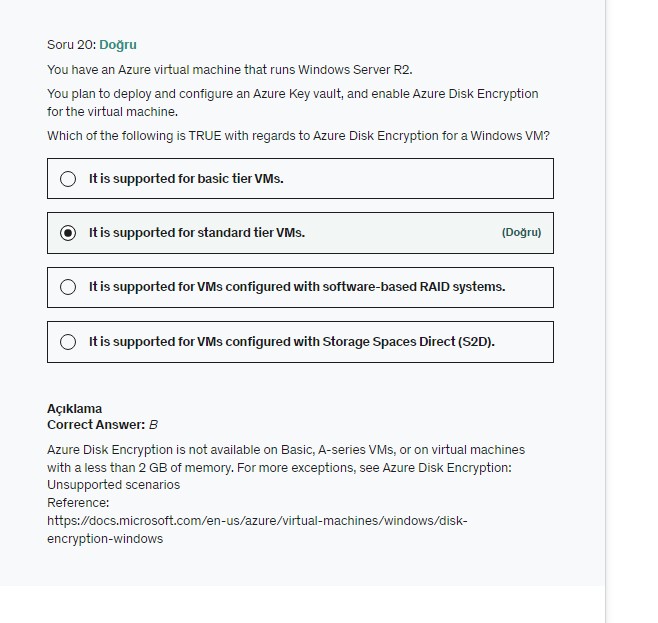 Soru 20: Doğru
You have an Azure virtual machine that runs Windows Server R2.
You plan to deploy and configure an Azure Key vault, and enable Azure Disk Encryption
for the virtual machine.
Which of the following is TRUE with regards to Azure Disk Encryption for a Windows VM?
It is supported for basic tier VMs.
It is supported for standard tier VMs. (Doğru)
It is supported for VMs configured with software-based RAID systems.
It is supported for VMs configured with Storage Spaces Direct (S2D).
Açıklama
Correct Answer: B
Azure Disk Encryption is not available on Basic, A-series VMs, or on virtual machines
with a less than 2 GB of memory. For more exceptions, see Azure Disk Encryption:
Unsupported scenarios
Reference:
https://docs.microsoft.com/en-us/azure/virtual-machines/windows/disk-
encryption-windows